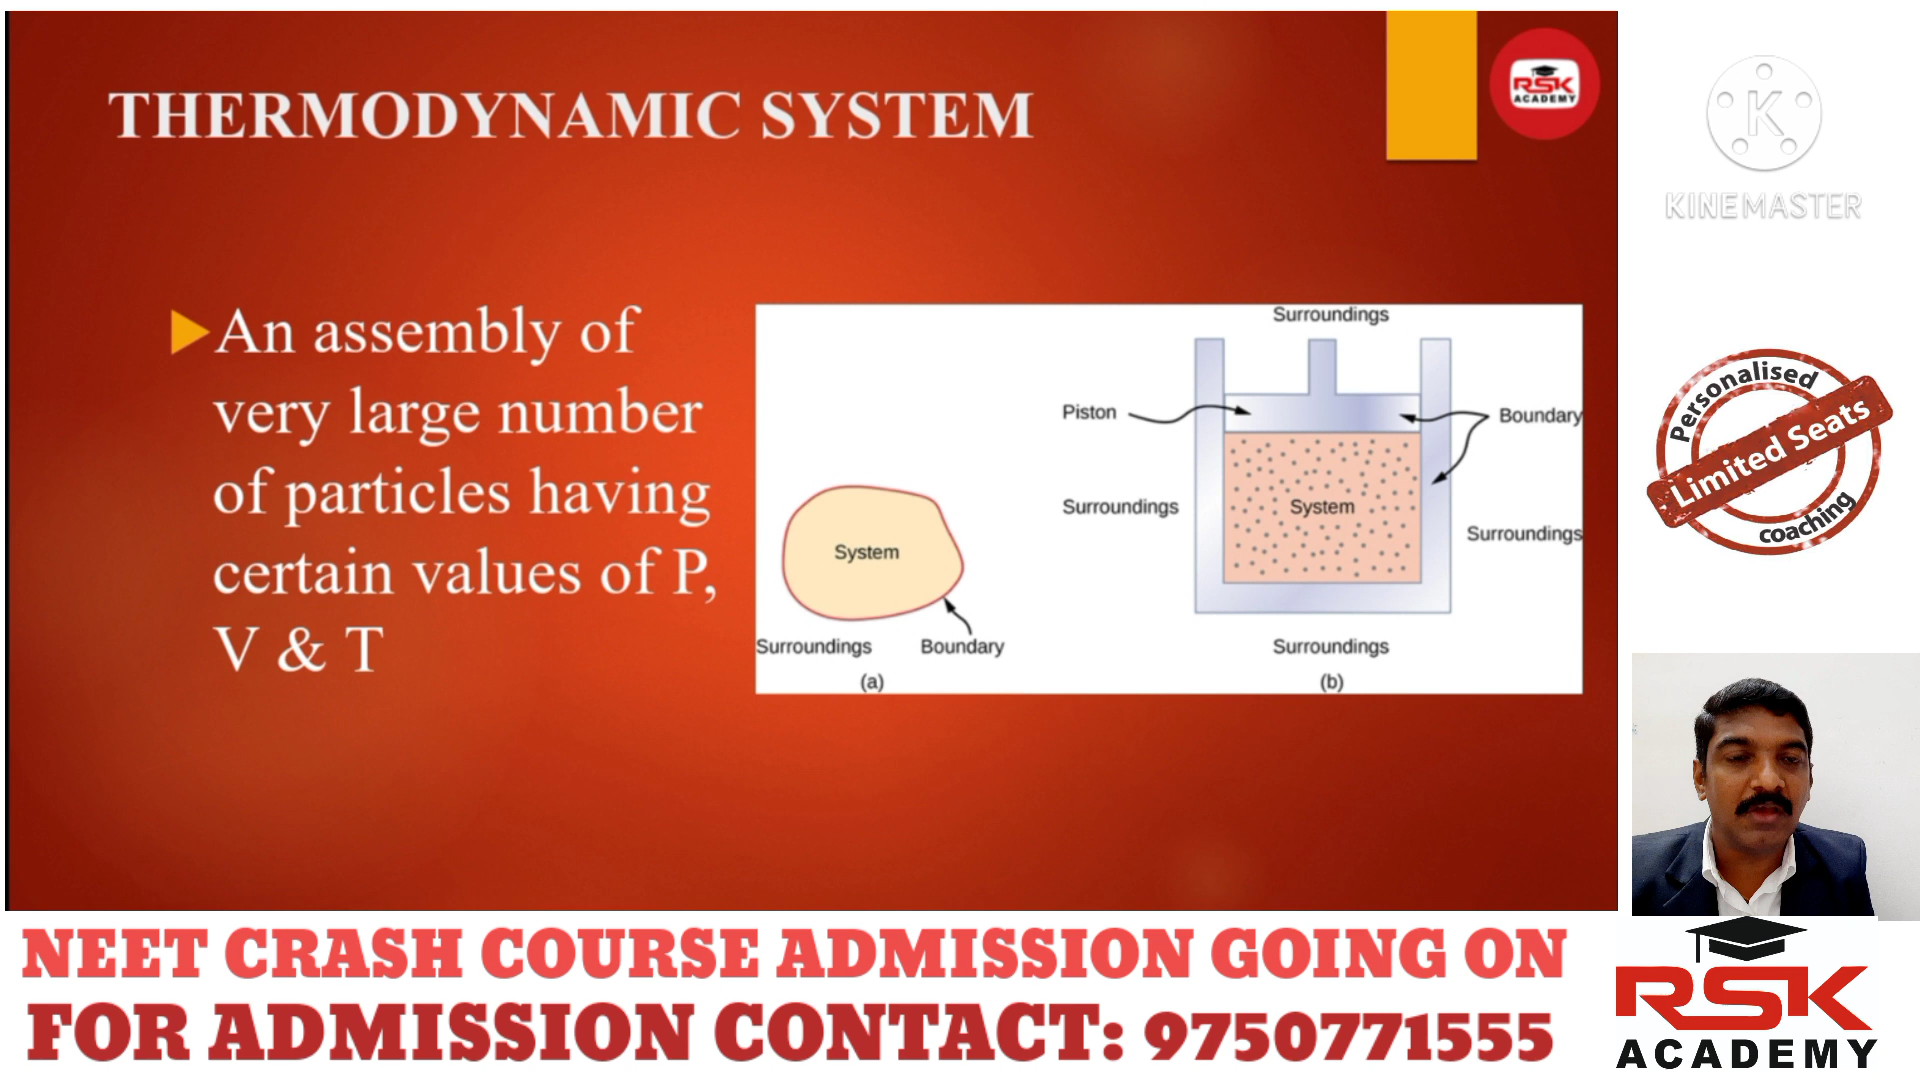 THERMODYNAMIC SYSTEM
RSK
ACADEMY
KINEMASTER
An assembly of
very large number
of particles having
certain values of P,
V & T
Surroundings
Piston
Boundary
Surroundings
System
Surroundings
System
Surroundings
Boundary
Surroundings
(a)
(b)
Personalised
Limited Seats
coaching
NEET CRASH COURSE ADMISSION GOING ON
FOR ADMISSION CONTACT: 9750771555
RSK
ACADEMY